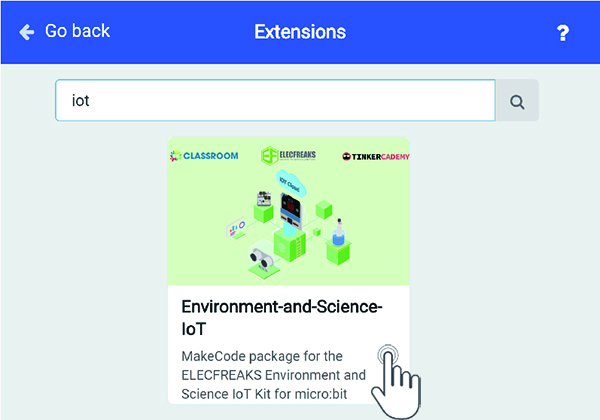 Go back
Extensions
?
iot
CLASSROOM
ELECFREAKS
TINKERCADEMY
IOT Cloud
Environment-and-Science-
IoT
MakeCode package for the
ELECFREAKS Environment and
Science IoT Kit for micro:bit